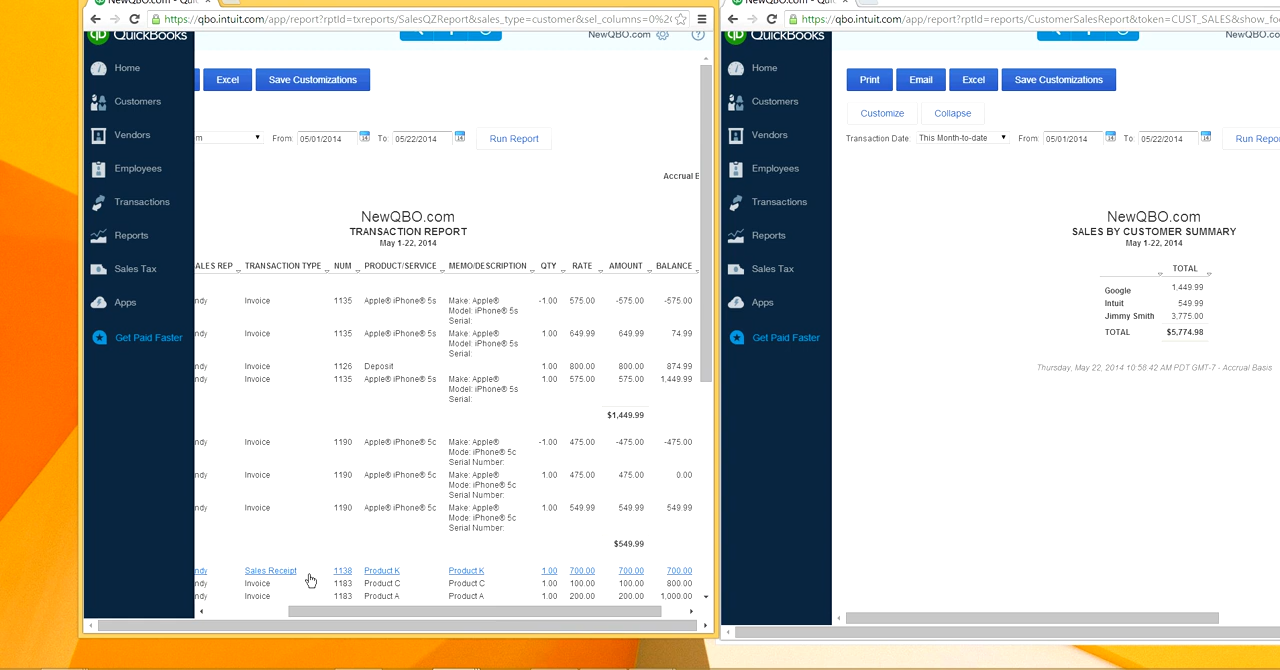 NewQBO.com - Quic
https://qbo.intuit.com/app/report?rptId=txreports/SalesQZReport&sales_type=customer&sel_columns=0%20
QuickBooks
NewQBO.com
Home
Customers
Vendors
Employees
Transactions
Reports
Sales Tax
Apps
Get Paid Faster
Excel Save Customizations
m From: 05/01/2014 To: 05/22/2014 Run Report
Accrual E
NewQBO.com
TRANSACTION REPORT
May 1-22, 2014
ALES REP TRANSACTION TYPE NUM PRODUCT/SERVICE MEMO/DESCRIPTION QTY RATE AMOUNT BALANCE
ndy Invoice 1135 Apple® iPhone® 5s Make: Apple® -1.00 575.00 -575.00 -575.00
Model: iPhone® 5s
Serial:
ndy Invoice 1135 Apple® iPhone® 5s Make: Apple® 1.00 649.99 649.99 74.99
Model: iPhone® 5s
Serial:
ndy Invoice 1126 Deposit 1.00 800.00 800.00 874.99
ndy Invoice 1135 Apple® iPhone® 5s Make: Apple® 1.00 575.00 575.00 1,449.99
Model: iPhone® 5s
Serial:
$1,449.99
ndy Invoice 1190 Apple® iPhone® 5c Make: Apple® -1.00 475.00 -475.00 -475.00
Mode: iPhone® 5c
Serial Number:
ndy Invoice 1190 Apple® iPhone® 5c Make: Apple® 1.00 475.00 475.00 0.00
Mode: iPhone® 5c
Serial Number:
ndy Invoice 1190 Apple® iPhone® 5c Make: Apple® 1.00 549.99 549.99 549.99
Mode: iPhone® 5c
Serial Number:
$549.99
ndy Sales Receipt 1138 Product K Product K 1.00 700.00 700.00 700.00
ndy Invoice 1183 Product C Product C 1.00 100.00 100.00 800.00
ndy Invoice 1183 Product A Product A 1.00 200.00 200.00 1,000.00
NewQBO.com - Quic
https://qbo.intuit.com/app/report?rptId=reports/CustomerSalesReport&token=CUST_SALES&show_fo
QuickBooks
NewQBO.com
Home
Customers
Vendors
Employees
Transactions
Reports
Sales Tax
Apps
Get Paid Faster
Print Email Excel Save Customizations
Customize Collapse
Transaction Date: This Month-to-date From: 05/01/2014 To: 05/22/2014 Run Repo
NewQBO.com
SALES BY CUSTOMER SUMMARY
May 1-22, 2014
TOTAL
Google 1,449.99
Intuit 549.99
Jimmy Smith 3,775.00
TOTAL $5,774.98
Thursday, May 22, 2014 10:58:42 AM PDT GMT-7 - Accrual Basis